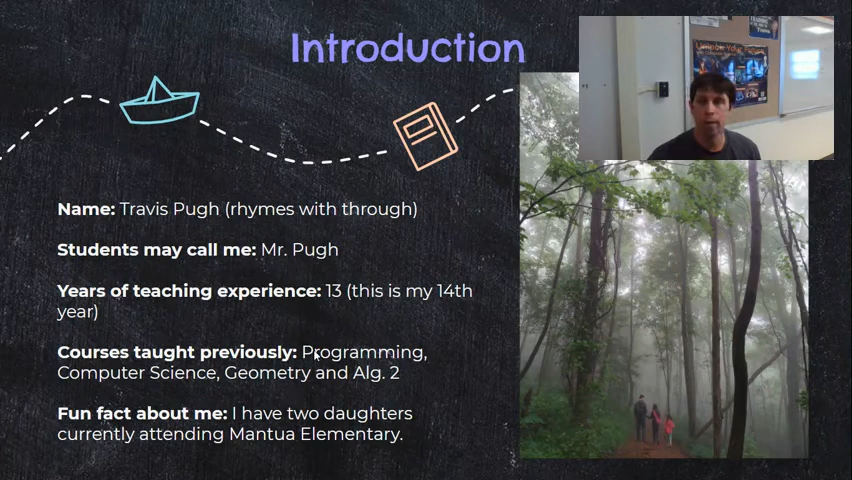 Introduction
Name: Travis Pugh (rhymes with through)
Students may call me: Mr. Pugh
Years of teaching experience: 13 (this is my 14th
year)
Courses taught previously: Programming,
Computer Science, Geometry and Alg. 2
Fun fact about me: I have two daughters
currently attending Mantua Elementary.